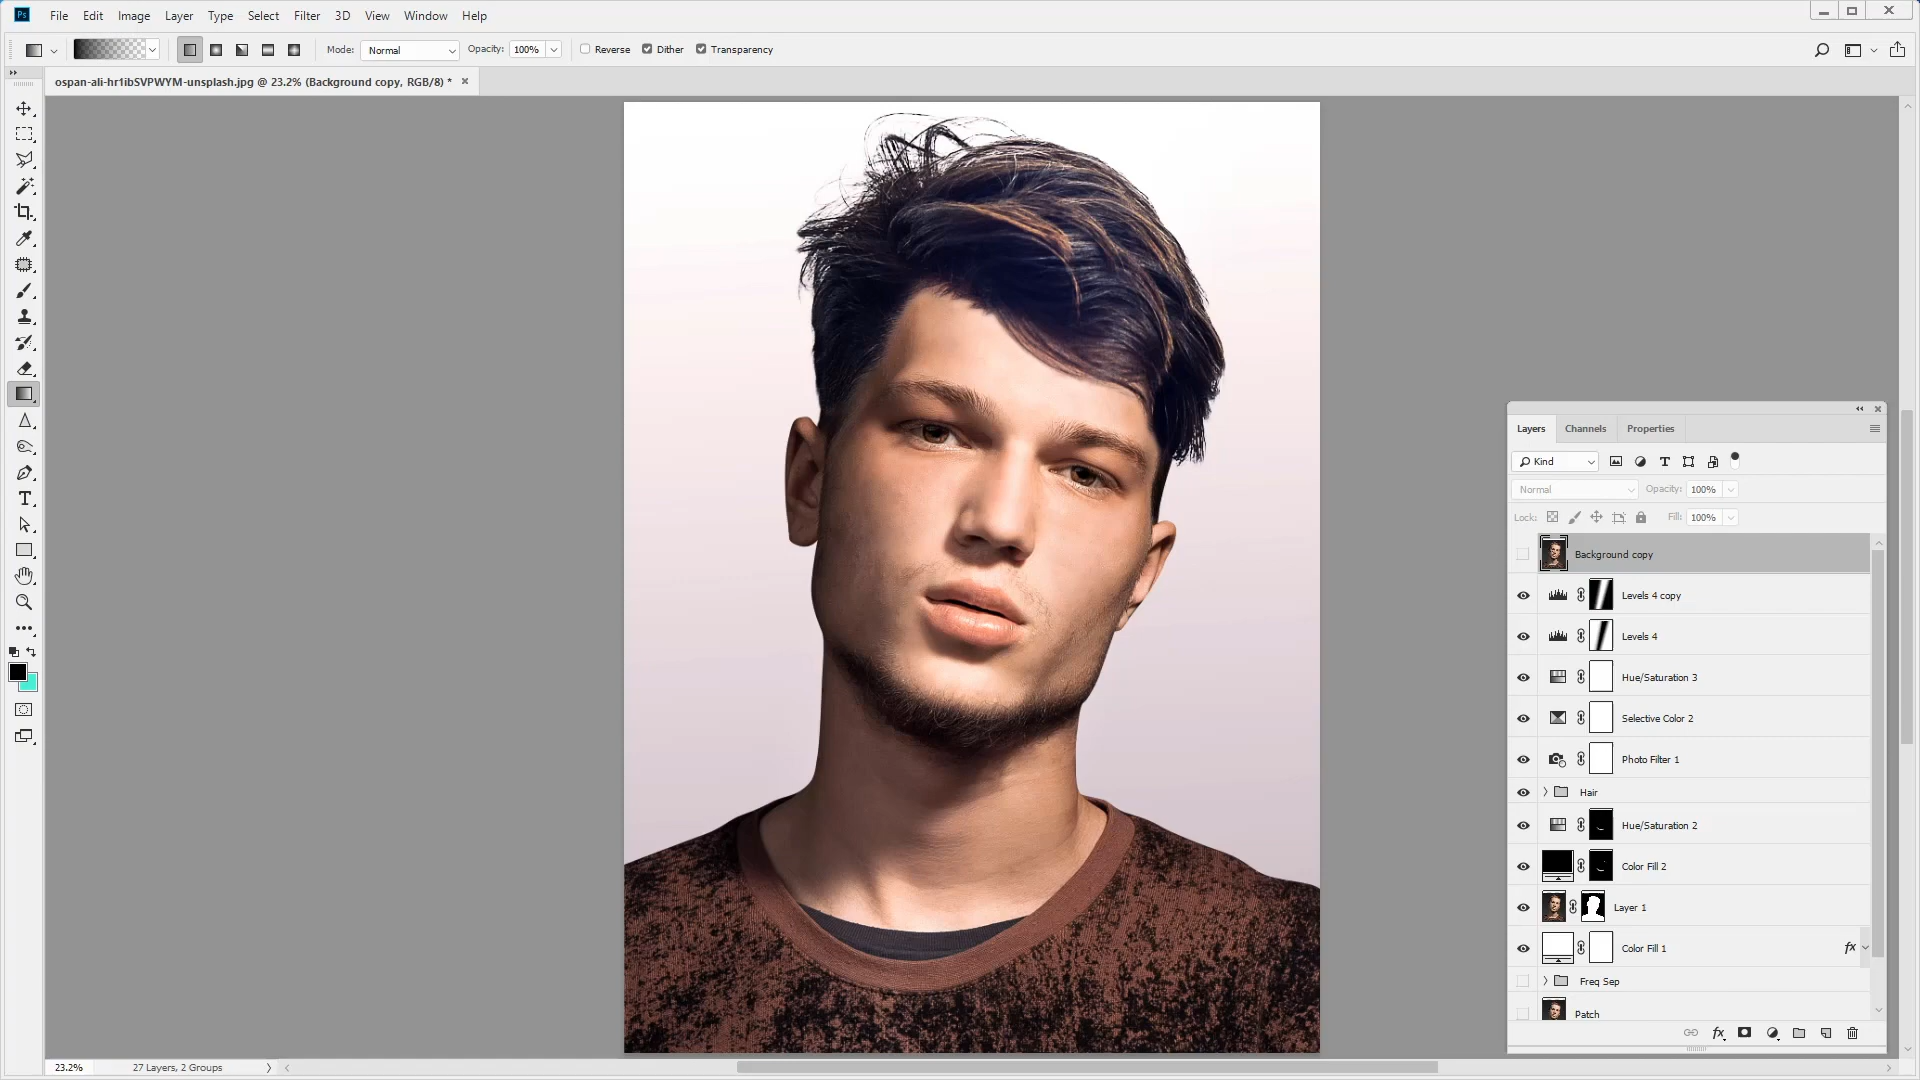 Ps File Edit Image Layer Type Select Filter 3D View Window Help
Mode: Normal Opacity: 100% Reverse Dither Transparency
ospan-ali-hr1ibSVPWYM-unsplash.jpg @ 23.2% (Background copy, RGB/8) *
Layers Channels Properties
Kind
Normal Opacity: 100%
Lock: Fill: 100%
Background copy
Levels 4 copy
Levels 4
Hue/Saturation 3
Selective Color 2
Photo Filter 1
Hair
Hue/Saturation 2
Color Fill 2
Layer 1
Color Fill 1 fx
Freq Sep
Patch
fx
23.2% 27 Layers, 2 Groups